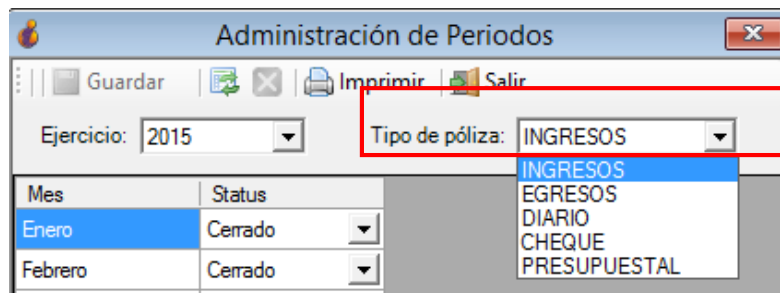 Administración de Periodos
Guardar Imprimir Salir
Ejercicio: 2015 Tipo de póliza: INGRESOS
INGRESOS
EGRESOS
DIARIO
CHEQUE
PRESUPUESTAL
Mes Status
Enero Cerrado
Febrero Cerrado